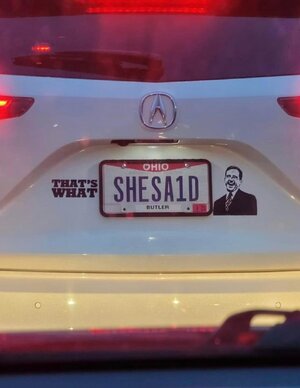 OHIO
THAT'S
WHAT
SHESA1D
BUTLER